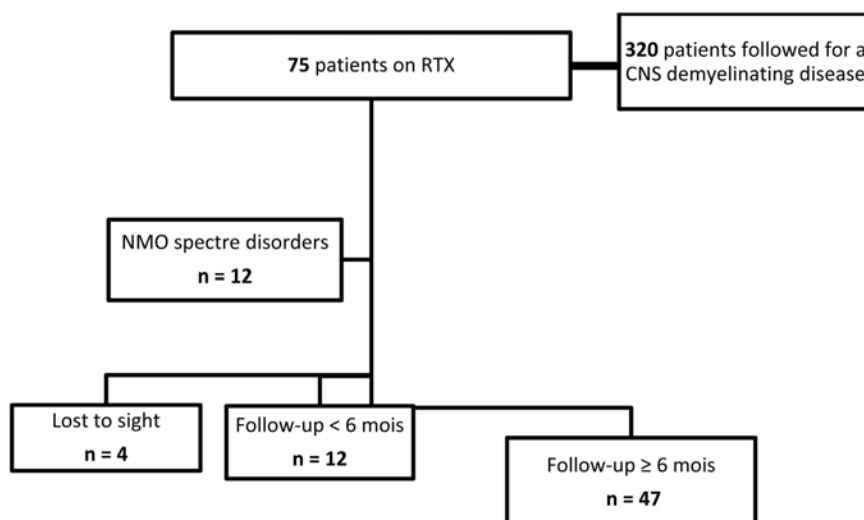 75 patients on RTX
320 patients followed for a
CNS demyelinating disease
NMO spectre disorders
n = 12
Lost to sight
n = 4
Follow-up < 6 mois
n = 12
Follow-up ≥ 6 mois
n = 47